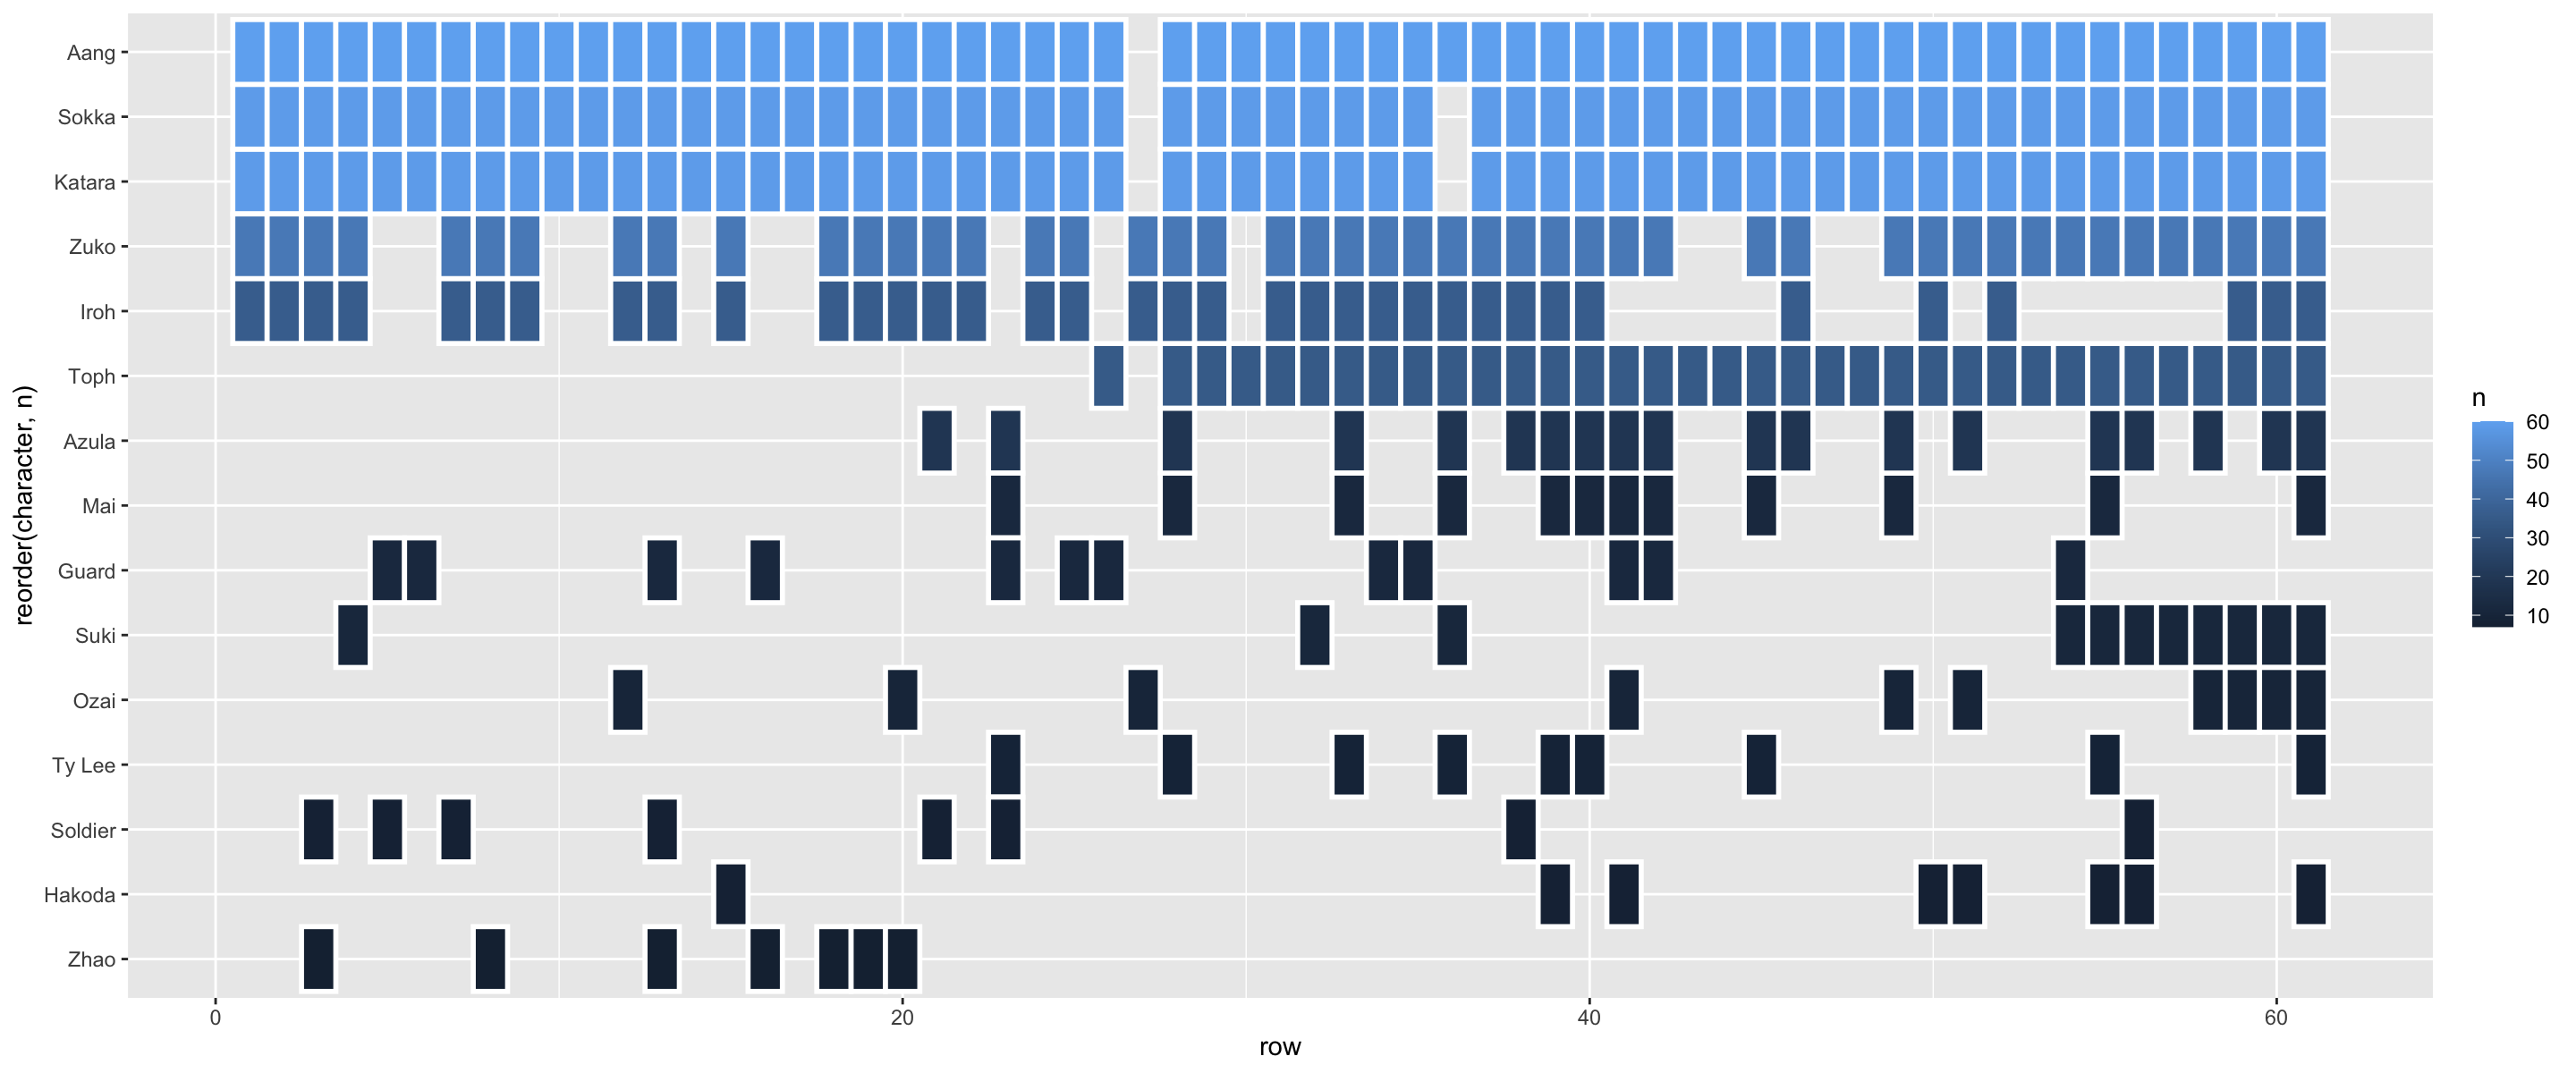 Aang
Sokka
Katara
Zuko
Iroh
Toph
Azula
Mai
Guard
Suki
Ozai
Ty Lee
Soldier
Hakoda
Zhao
reorder(character, n)
0 20 40 60
row
n
60
50
40
30
20
10